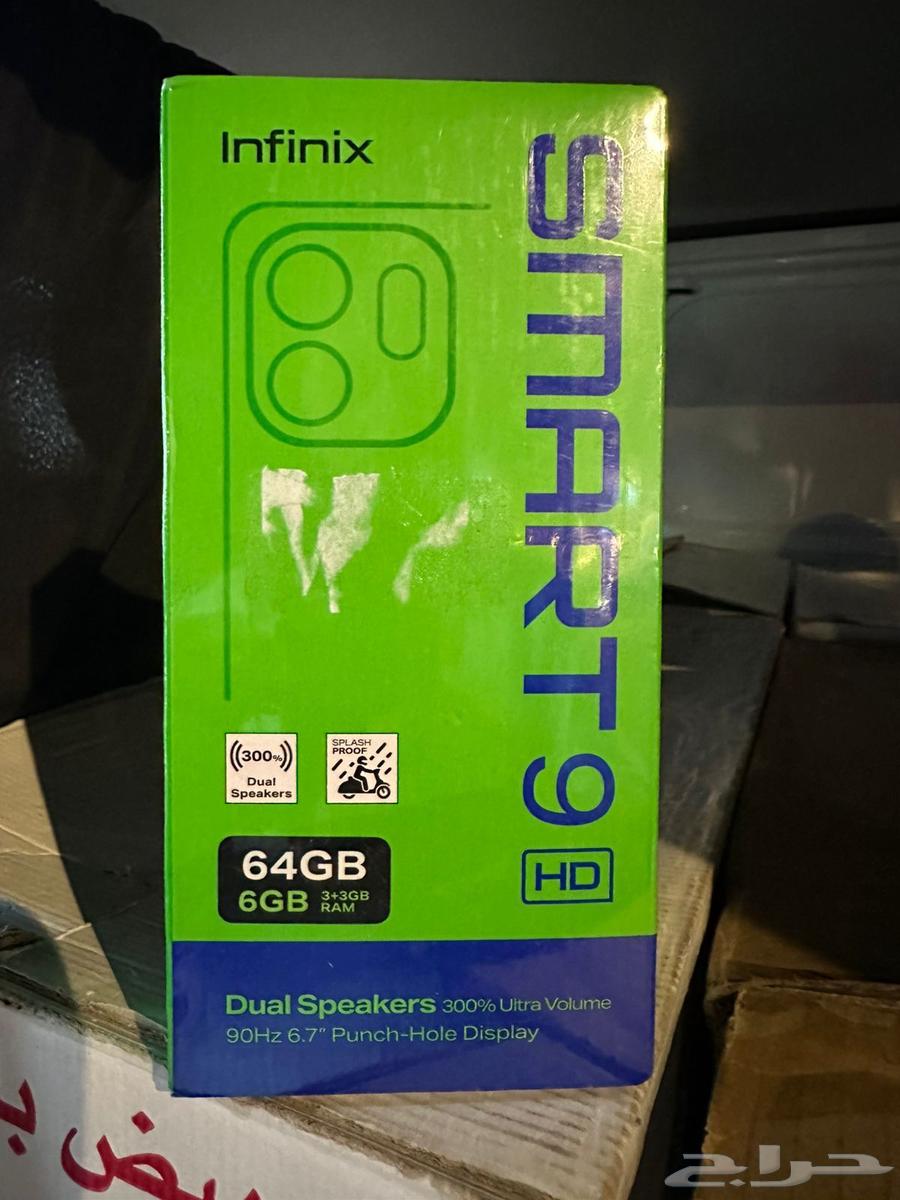 Infinix
SMART 9
HD
300%
Dual
Speakers
SPLASH
PROOF
64GB
6GB 3+3GB
RAM
Dual Speakers 300% Ultra Volume
90Hz 6.7" Punch-Hole Display
حراج